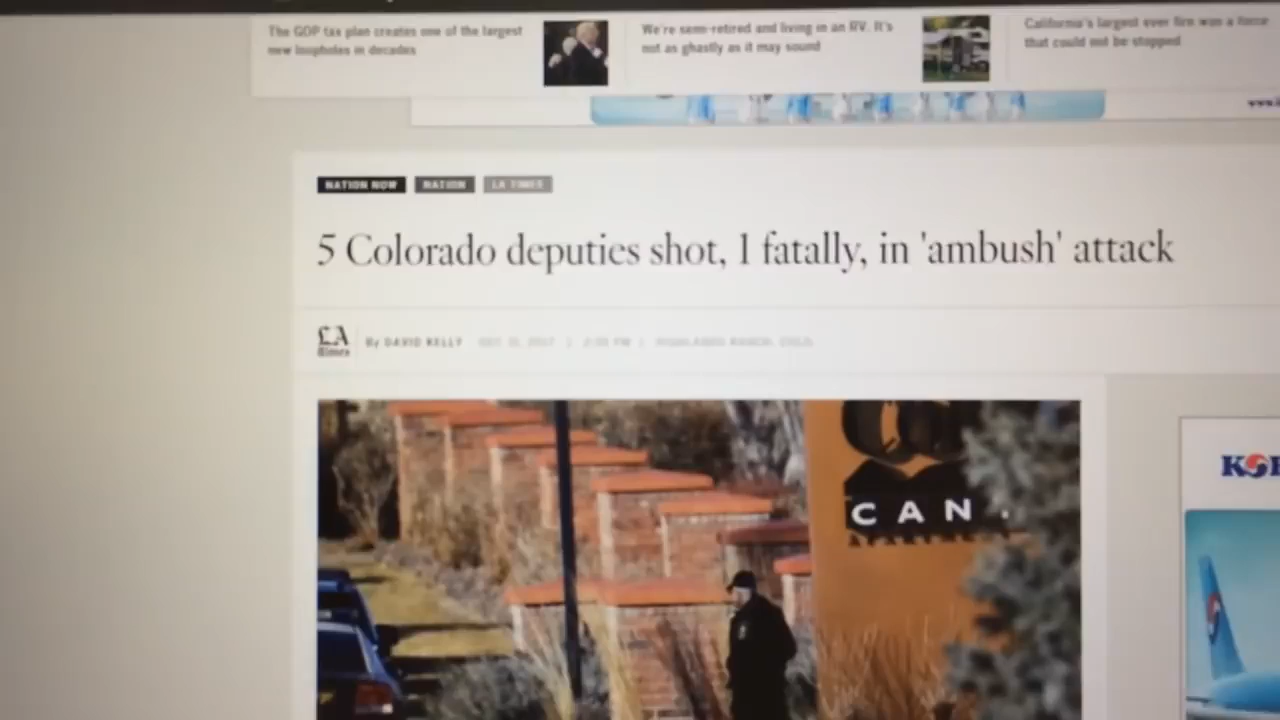 The GOP tax plan creates one of the largest
new loopholes in decades
We're semi-retired and living in an RV. It's
not as ghastly as it may sound
California's largest ever fire was a force
that could not be stopped
NATION NOW NATION LA TIMES
5 Colorado deputies shot, 1 fatally, in 'ambush' attack
LA Times By DAVID KELLY
CAN